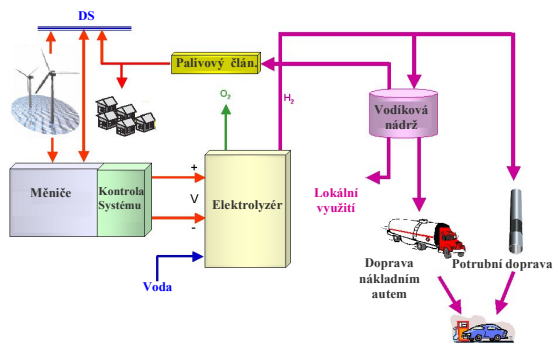 DS
Palivový člán.
O2
H2
Vodíková
nádrž
+
Měniče
Kontrola
Systému
V
-
Elektrolyzér
Lokální
využití
Voda
Doprava
nákladním
autem
Potrubní doprava